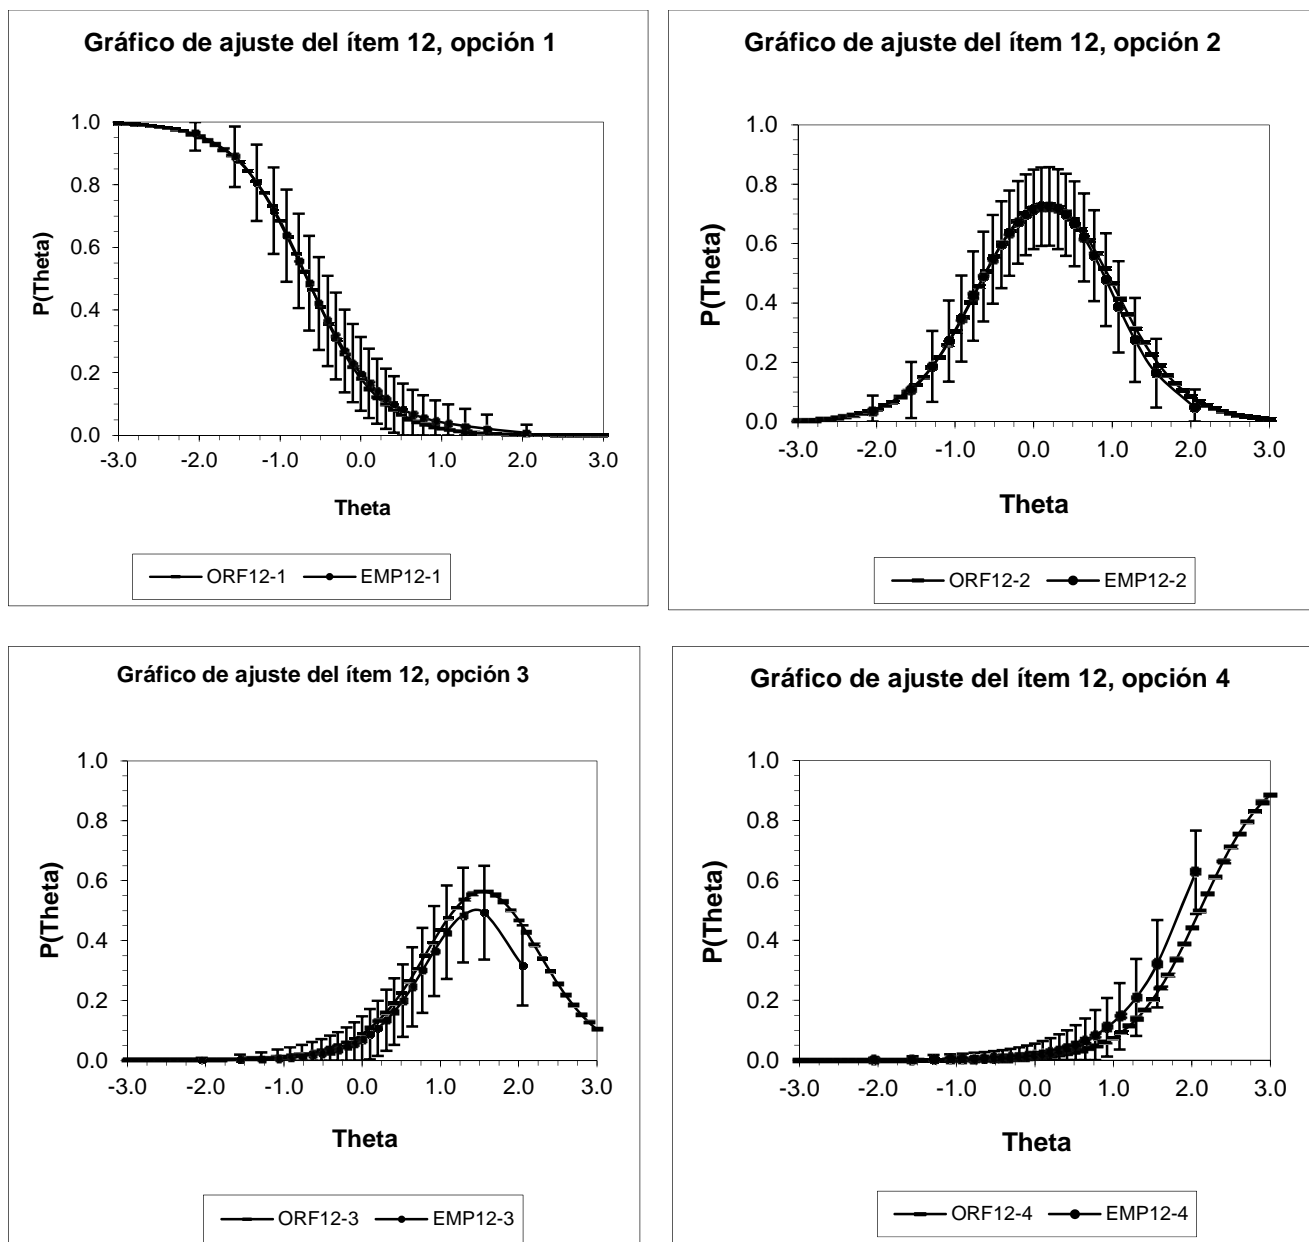 Gráfico de ajuste del ítem 12, opción 1
1.0
0.8
0.6
0.4
0.2
0.0
P(Theta)
-3.0 -2.0 -1.0 0.0 1.0 2.0 3.0
Theta
ORF12-1 EMP12-1
Gráfico de ajuste del ítem 12, opción 2
1.0
0.8
0.6
0.4
0.2
0.0
P(Theta)
-3.0 -2.0 -1.0 0.0 1.0 2.0 3.0
Theta
ORF12-2 EMP12-2
Gráfico de ajuste del ítem 12, opción 3
1.0
0.8
0.6
0.4
0.2
0.0
P(Theta)
-3.0 -2.0 -1.0 0.0 1.0 2.0 3.0
Theta
ORF12-3 EMP12-3
Gráfico de ajuste del ítem 12, opción 4
1.0
0.8
0.6
0.4
0.2
0.0
P(Theta)
-3.0 -2.0 -1.0 0.0 1.0 2.0 3.0
Theta
ORF12-4 EMP12-4